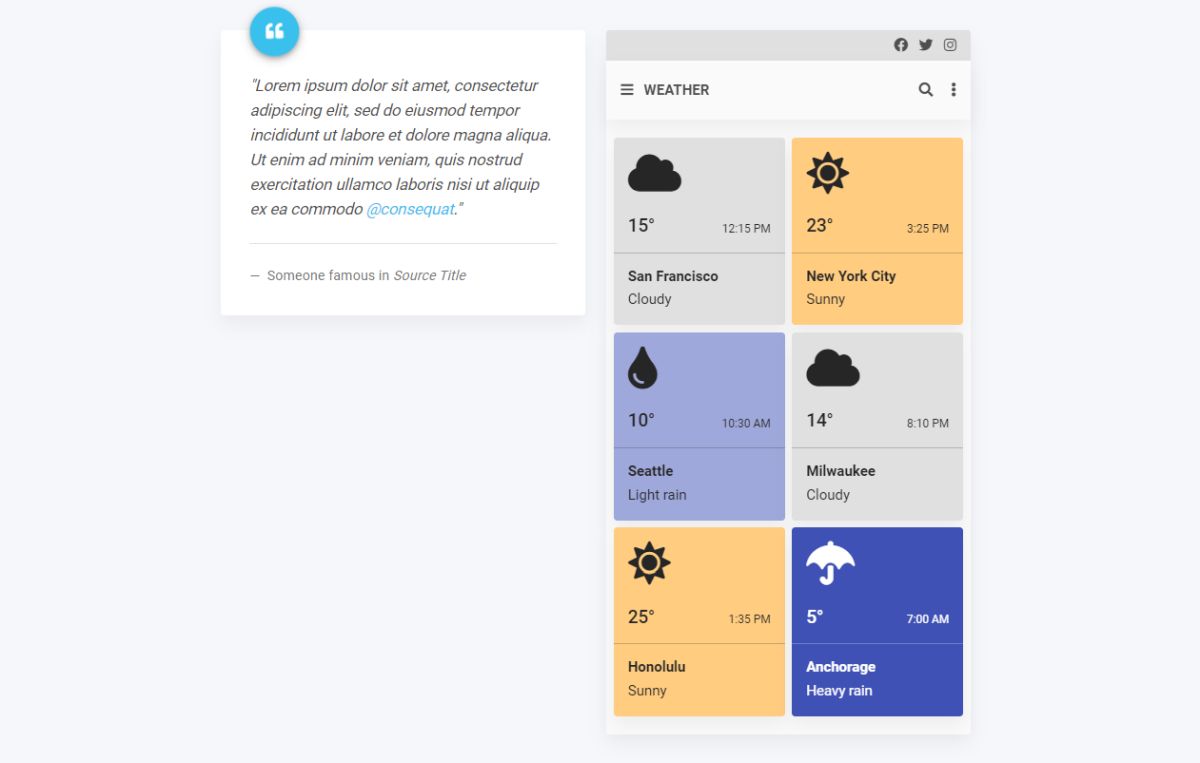 "Lorem ipsum dolor sit amet, consectetur
adipiscing elit, sed do eiusmod tempor
incididunt ut labore et dolore magna aliqua.
Ut enim ad minim veniam, quis nostrud
exercitation ullamco laboris nisi ut aliquip
ex ea commodo @consequat."
— Someone famous in Source Title
WEATHER
15°
12:15 PM
San Francisco
Cloudy
23°
3:25 PM
New York City
Sunny
10°
10:30 AM
Seattle
Light rain
14°
8:10 PM
Milwaukee
Cloudy
25°
1:35 PM
Honolulu
Sunny
5°
7:00 AM
Anchorage
Heavy rain